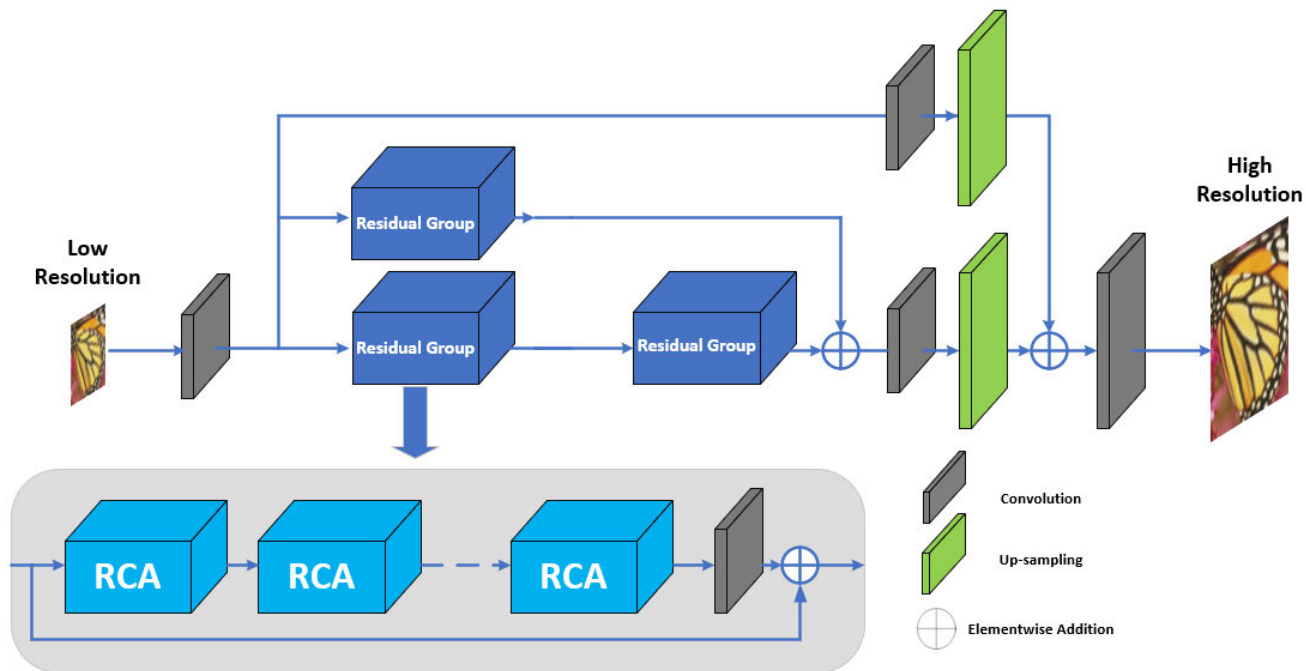 Low
Resolution
Residual Group
Residual Group
Residual Group
High
Resolution
RCA
RCA
RCA
Convolution
Up-sampling
Elementwise Addition